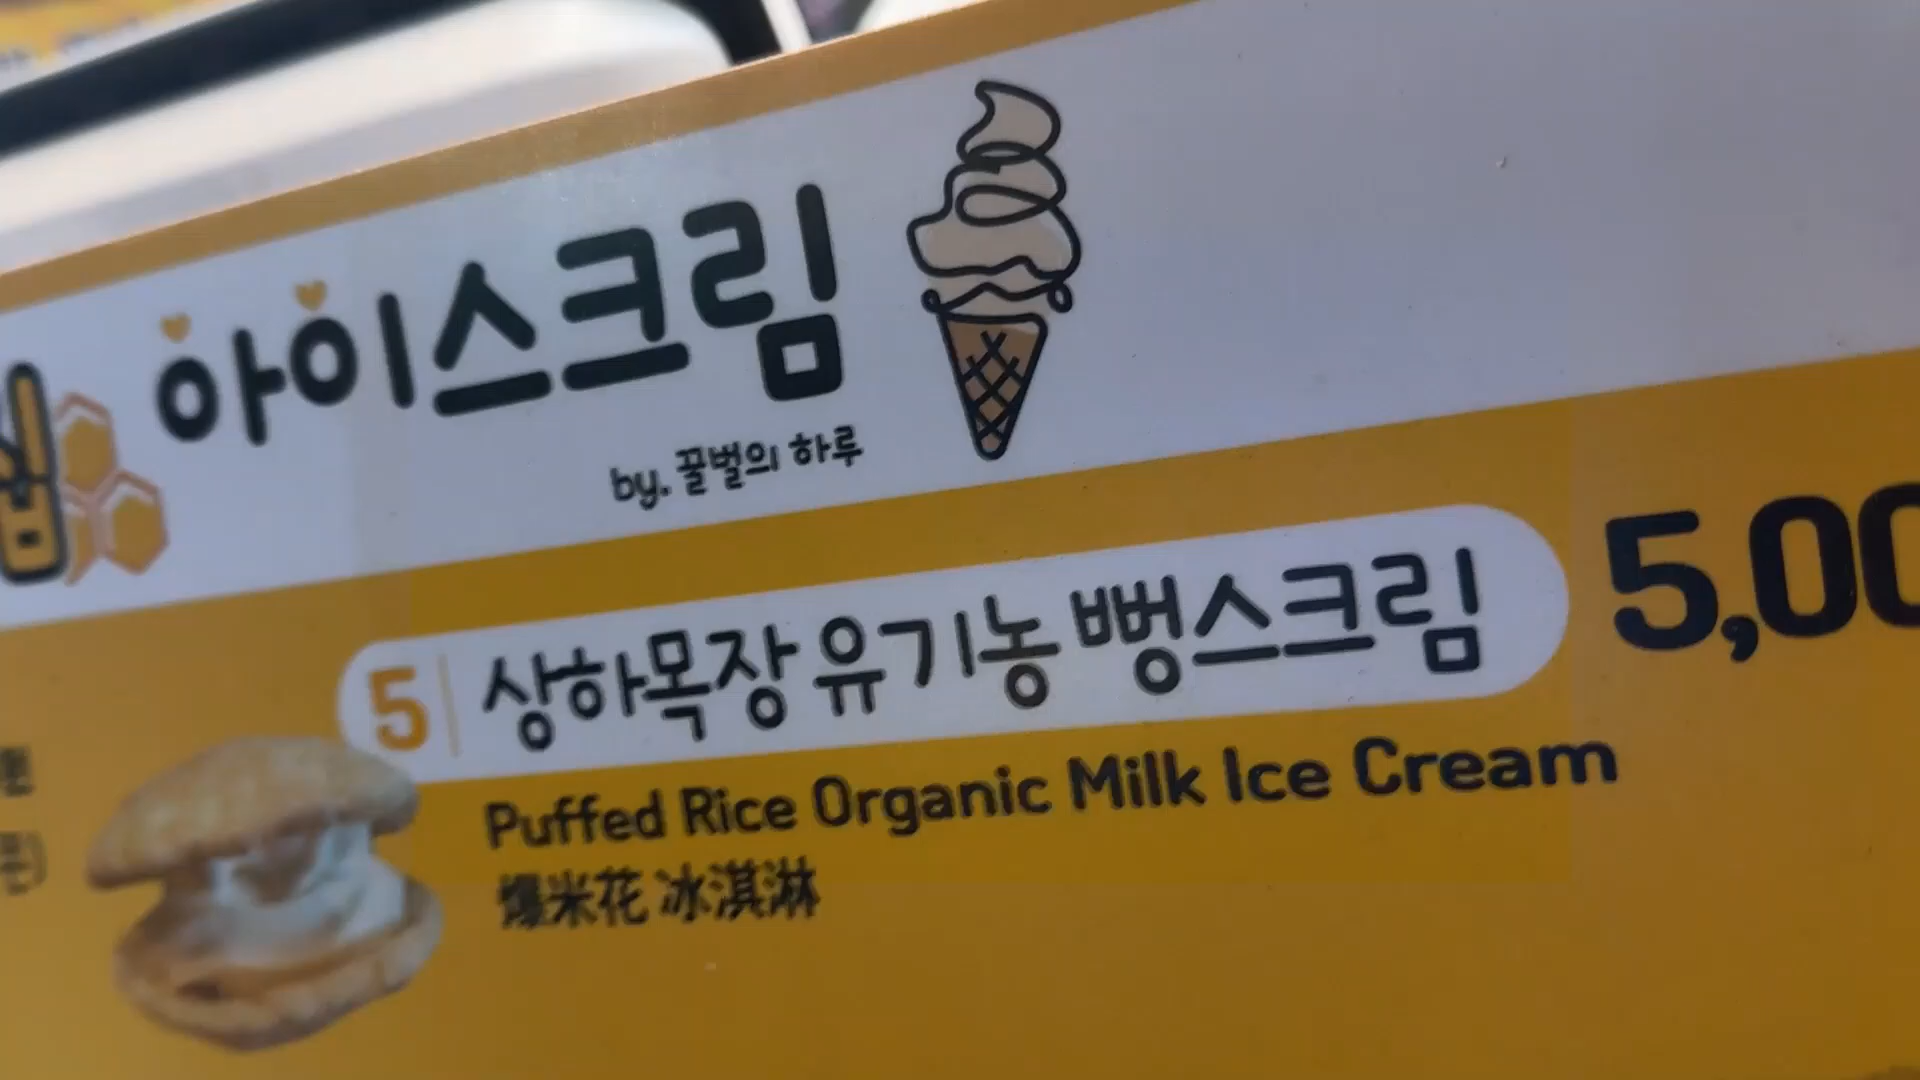 아이스크림
by. 꿀벌의 하루
5 상하목장 유기농 뻥스크림 5,00
Puffed Rice Organic Milk Ice Cream
爆米花 冰淇淋